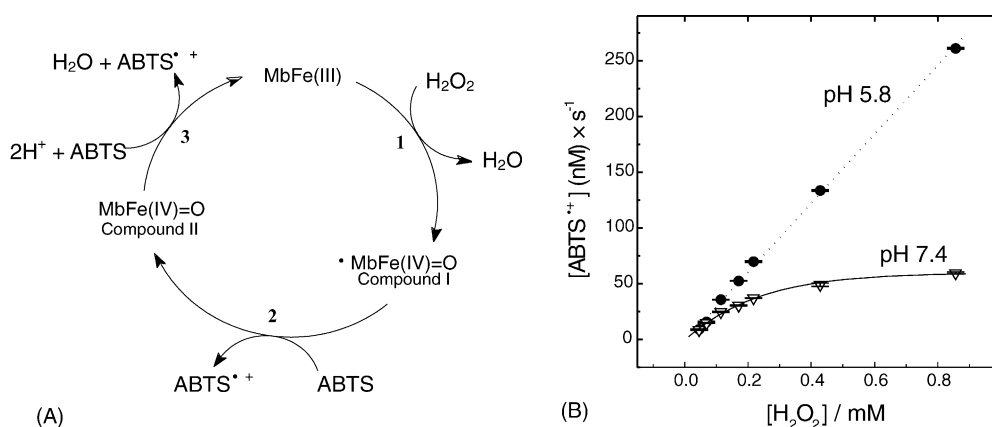 H₂O + ABTS•+
MbFe(III)
H₂O₂
3
1
2H⁺ + ABTS
H₂O
MbFe(IV)=O
Compound II
• MbFe(IV)=O
Compound I
2
ABTS•+
ABTS
(A)
[ABTS•+] (nM) × s⁻¹
250
200
150
100
50
0
pH 5.8
pH 7.4
0.0
0.2
0.4
0.6
0.8
[H₂O₂] / mM
(B)